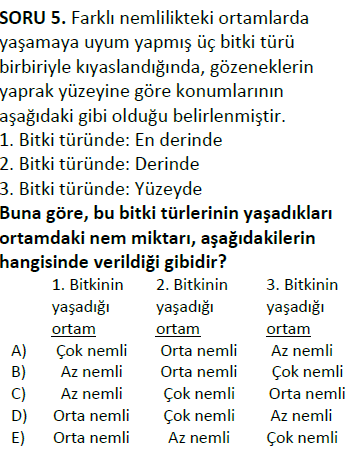 SORU 5. Farklı nemlilikteki ortamlarda
yaşamaya uyum yapmış üç bitki türü
birbiriyle kıyaslandığında, gözeneklerin
yaprak yüzeyine göre konumlarının
aşağıdaki gibi olduğu belirlenmiştir.
1. Bitki türünde: En derinde
2. Bitki türünde: Derinde
3. Bitki türünde: Yüzeyde
Buna göre, bu bitki türlerinin yaşadıkları
ortamdaki nem miktarı, aşağıdakilerin
hangisinde verildiği gibidir?
1. Bitkinin 2. Bitkinin 3. Bitkinin
yaşadığı yaşadığı yaşadığı
ortam ortam ortam
A) Çok nemli Orta nemli Az nemli
B) Az nemli Orta nemli Çok nemli
C) Az nemli Çok nemli Orta nemli
D) Orta nemli Çok nemli Az nemli
E) Orta nemli Az nemli Çok nemli